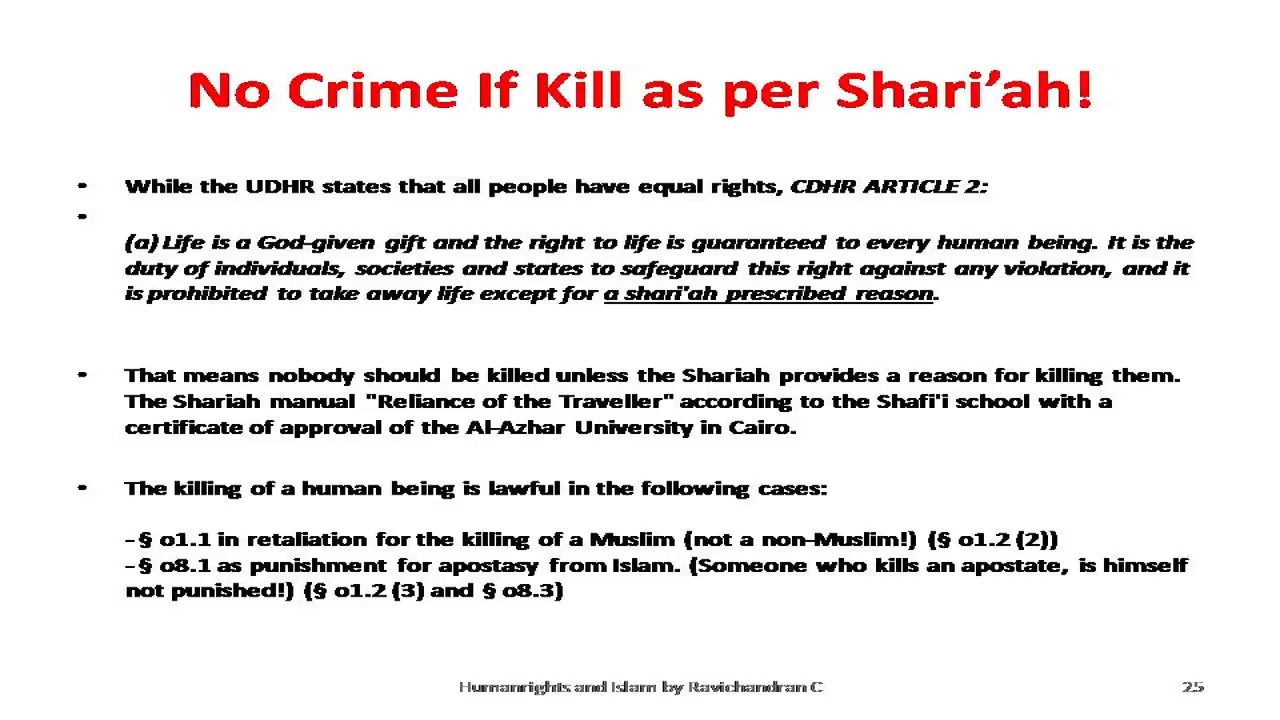 No Crime If Kill as per Shari’ah!
• While the UDHR states that all people have equal rights, CDHR ARTICLE 2:
•
(a) Life is a God-given gift and the right to life is guaranteed to every human being. It is the
duty of individuals, societies and states to safeguard this right against any violation, and it
is prohibited to take away life except for a shari'ah prescribed reason.
• That means nobody should be killed unless the Shariah provides a reason for killing them.
The Shariah manual "Reliance of the Traveller" according to the Shafi'i school with a
certificate of approval of the Al-Azhar University in Cairo.
• The killing of a human being is lawful in the following cases:
- § o1.1 in retaliation for the killing of a Muslim (not a non-Muslim!) (§ o1.2 (2))
- § o8.1 as punishment for apostasy from Islam. (Someone who kills an apostate, is himself
not punished!) (§ o1.2 (3) and § o8.3)
Humanrights and Islam by Ravichandran C
25